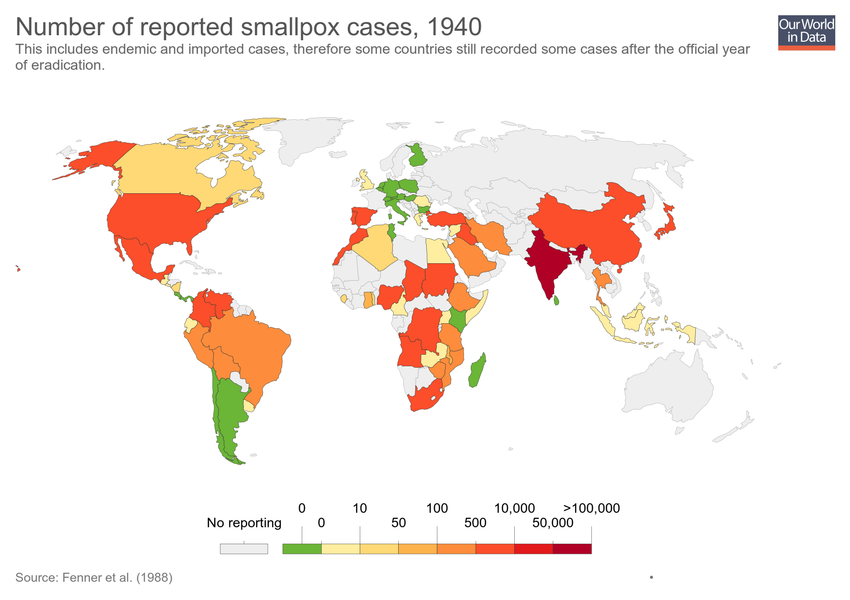 Number of reported smallpox cases, 1940
Our World
in Data
This includes endemic and imported cases, therefore some countries still recorded some cases after the official year
of eradication.
0 10 100 10,000 >100,000
No reporting 0 50 500 50,000
Source: Fenner et al. (1988)